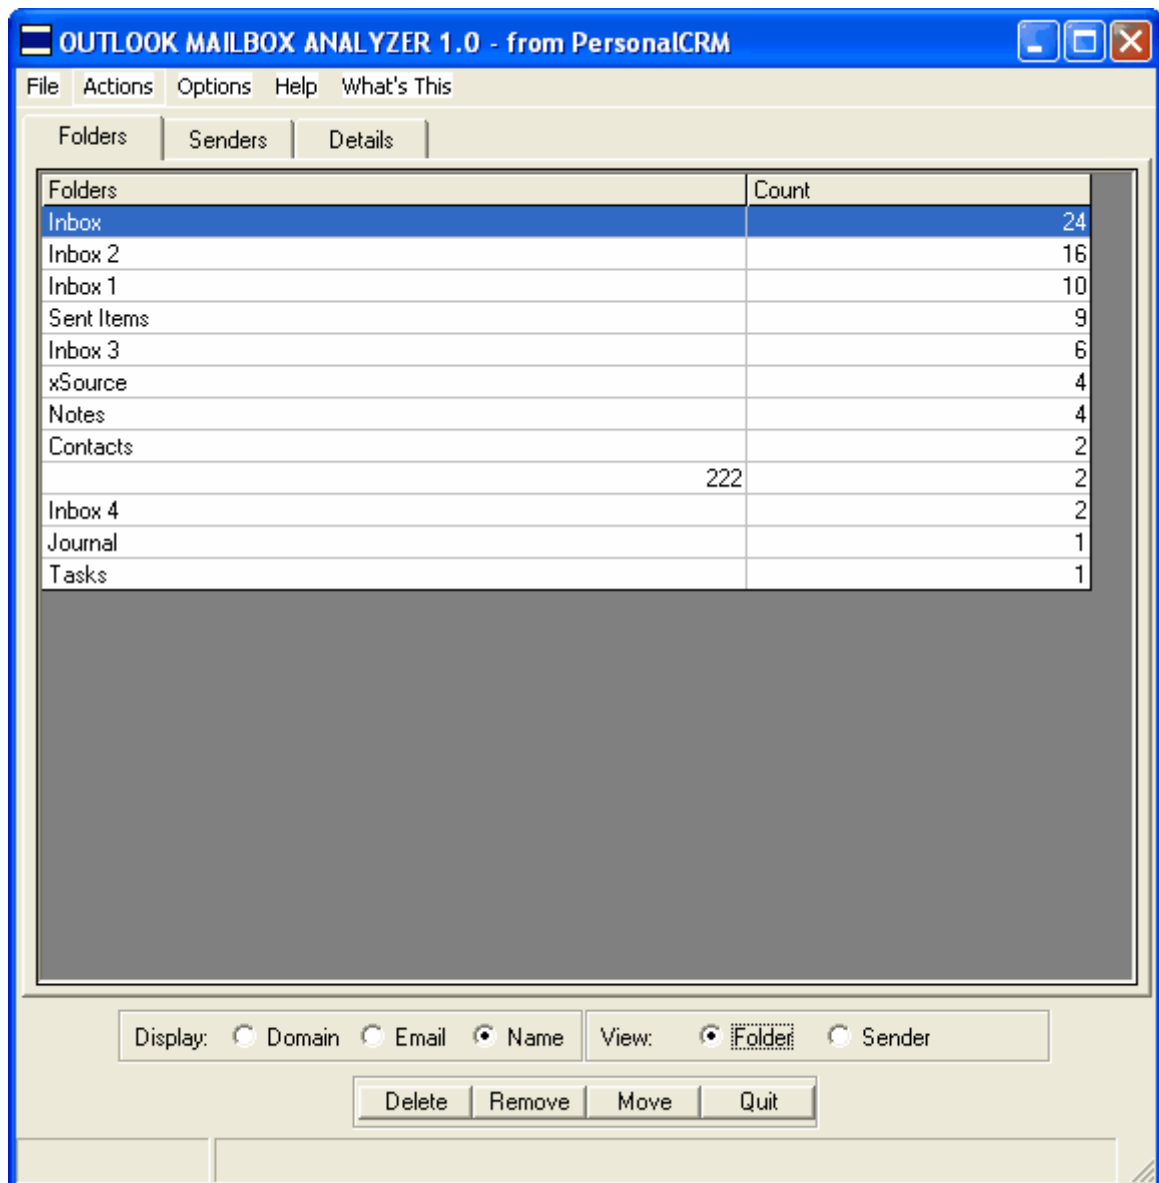 OUTLOOK MAILBOX ANALYZER 1.0 - from PersonalCRM
File Actions Options Help What's This
Folders Senders Details
Folders Count
Inbox 24
Inbox 2 16
Inbox 1 10
Sent Items 9
Inbox 3 6
xSource 4
Notes 4
Contacts 2
222 2
Inbox 4 2
Journal 1
Tasks 1
Display: Domain Email Name View: Folder Sender
Delete Remove Move Quit